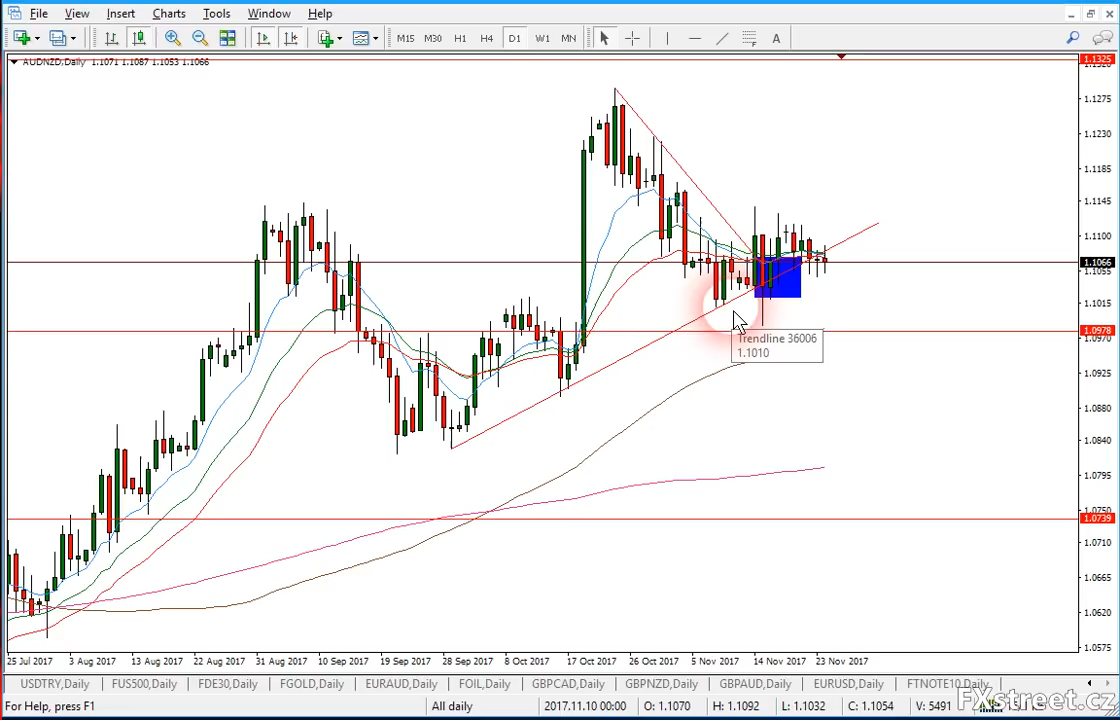 File View Insert Charts Tools Window Help
M15 M30 H1 H4 D1 W1 MN A
AUDNZD,Daily 1.1071 1.1087 1.1053 1.1066
1.1325
1.1275
1.1230
1.1185
1.1145
1.1100
1.1066
1.1055
1.1015
1.0978
1.0970
Trendline 36006
1.1010
1.0925
1.0880
1.0840
1.0795
1.0750
1.0739
1.0710
1.0665
1.0620
1.0575
25 Jul 2017 3 Aug 2017 13 Aug 2017 22 Aug 2017 31 Aug 2017 10 Sep 2017 19 Sep 2017 28 Sep 2017 8 Oct 2017 17 Oct 2017 26 Oct 2017 5 Nov 2017 14 Nov 2017 23 Nov 2017
USDTRY,Daily FUS500,Daily FDE30,Daily FGOLD,Daily EURAUD,Daily FOIL,Daily GBPCAD,Daily GBPNZD,Daily GBPAUD,Daily EURUSD,Daily FTNOTE10,Daily
For Help, press F1 All daily 2017.11.10 00:00 O: 1.1070 H: 1.1092 L: 1.1032 C: 1.1054 V: 5491
FXstreet.cz